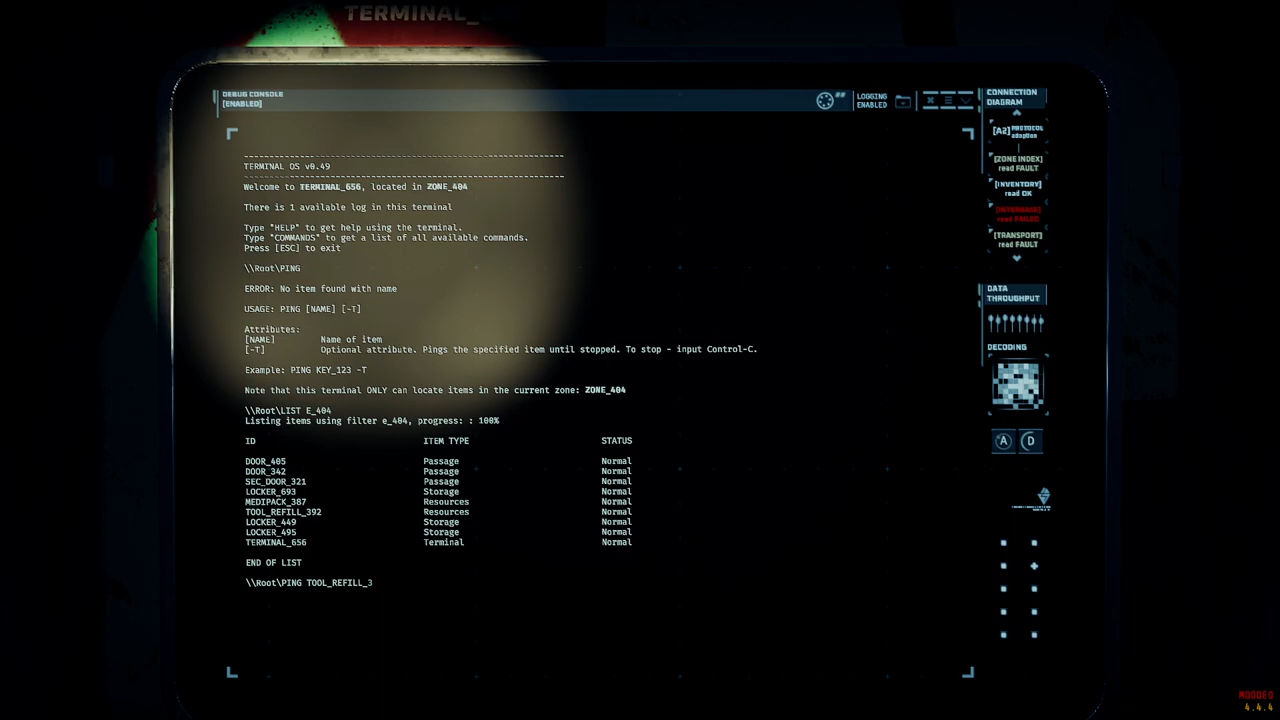 TERMINAL_
DEBUG CONSOLE
[ENABLED]
LOGGING
ENABLED
CONNECTION
DIAGRAM
[A2] PROTOCOL
adaption
[ZONE INDEX]
read FAULT
[INVENTORY]
read OK
[INTERBASE]
read FAILED
[TRANSPORT]
read FAULT
DATA
THROUGHPUT
DECODING
A D
TERMINAL OS v0.49
Welcome to TERMINAL_656, located in ZONE_404
There is 1 available log in this terminal
Type "HELP" to get help using the terminal.
Type "COMMANDS" to get a list of all available commands.
Press [ESC] to exit
\\Root\PING
ERROR: No item found with name
USAGE: PING [NAME] [-T]
Attributes:
[NAME] Name of item
[-T] Optional attribute. Pings the specified item until stopped. To stop - input Control-C.
Example: PING KEY_123 -T
Note that this terminal ONLY can locate items in the current zone: ZONE_404
\\Root\LIST E_404
Listing items using filter e_404, progress: : 100%
ID ITEM TYPE STATUS
DOOR_405 Passage Normal
DOOR_342 Passage Normal
SEC_DOOR_321 Passage Normal
LOCKER_693 Storage Normal
MEDIPACK_387 Resources Normal
TOOL_REFILL_392 Resources Normal
LOCKER_449 Storage Normal
LOCKER_495 Storage Normal
TERMINAL_656 Terminal Normal
END OF LIST
\\Root\PING TOOL_REFILL_3
MODDED
4.4.4